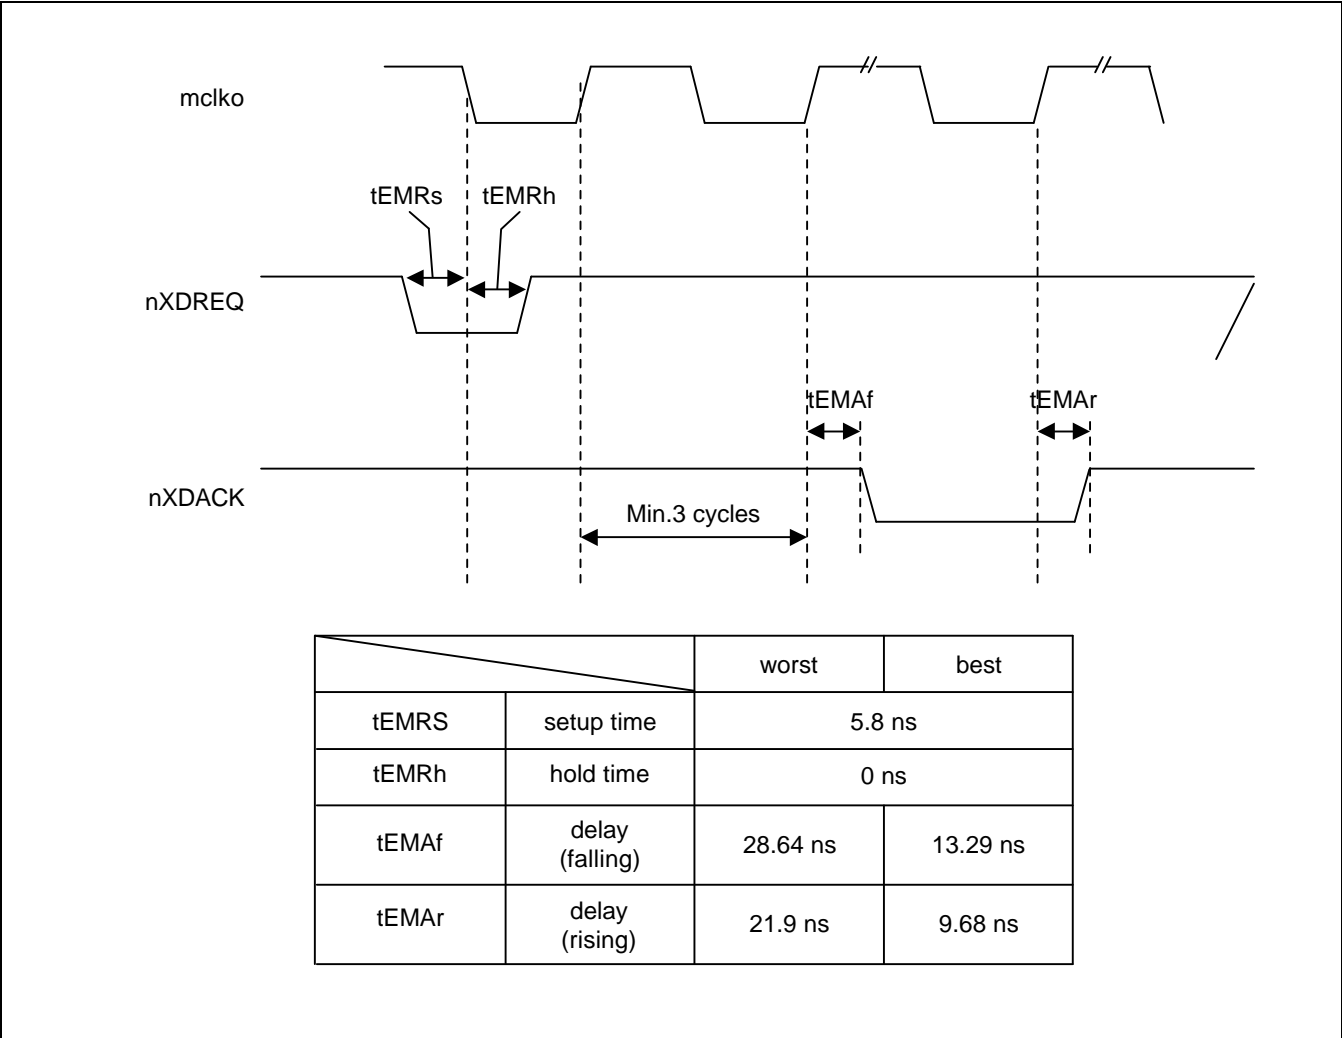 mclko
tEMRs tEMRh
nXDREQ
tEMAf tEMAr
nXDACK
Min.3 cycles
worst best
tEMRS setup time 5.8 ns
tEMRh hold time 0 ns
tEMAf delay (falling) 28.64 ns 13.29 ns
tEMAr delay (rising) 21.9 ns 9.68 ns